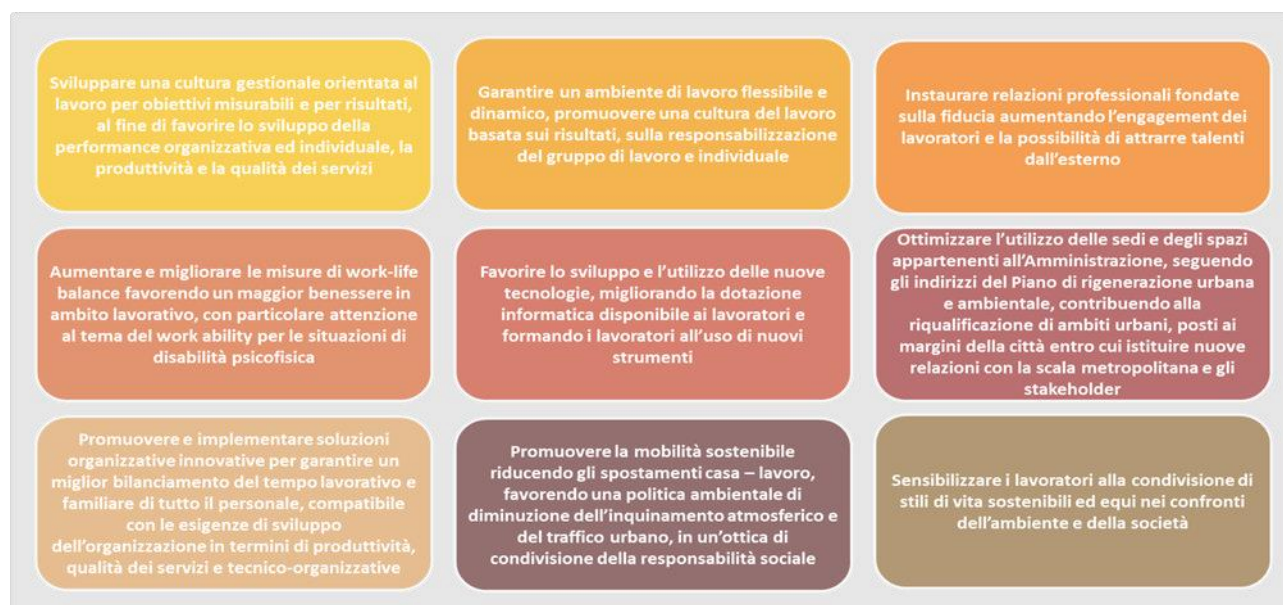 Sviluppare una cultura gestionale orientata al
lavoro per obiettivi misurabili e per risultati,
al fine di favorire lo sviluppo della
performance organizzativa ed individuale, la
produttività e la qualità dei servizi
Garantire un ambiente di lavoro flessibile e
dinamico, promuovere una cultura del lavoro
basata sui risultati, sulla responsabilizzazione
del gruppo di lavoro e individuale
Instaurare relazioni professionali fondate
sulla fiducia aumentando l’engagement dei
lavoratori e la possibilità di attrarre talenti
dall’esterno
Aumentare e migliorare le misure di work-life
balance favorendo un maggior benessere in
ambito lavorativo, con particolare attenzione
al tema del work ability per le situazioni di
disabilità psicofisica
Favorire lo sviluppo e l’utilizzo delle nuove
tecnologie, migliorando la dotazione
informatica disponibile ai lavoratori e
formando i lavoratori all’uso di nuovi
strumenti
Ottimizzare l’utilizzo delle sedi e degli spazi
appartenenti all’Amministrazione, seguendo
gli indirizzi del Piano di rigenerazione urbana
e ambientale, contribuendo alla
riqualificazione di ambiti urbani, posti ai
margini della città entro cui istituire nuove
relazioni con la scala metropolitana e gli
stakeholder
Promuovere e implementare soluzioni
organizzative innovative per garantire un
miglior bilanciamento del tempo lavorativo e
familiare di tutto il personale, compatibile
con le esigenze di sviluppo
dell’organizzazione in termini di produttività,
qualità dei servizi e tecnico-organizzative
Promuovere la mobilità sostenibile
riducendo gli spostamenti casa – lavoro,
favorendo una politica ambientale di
diminuzione dell’inquinamento atmosferico e
del traffico urbano, in un’ottica di
condivisione della responsabilità sociale
Sensibilizzare i lavoratori alla condivisione di
stili di vita sostenibili ed equi nei confronti
dell’ambiente e della società